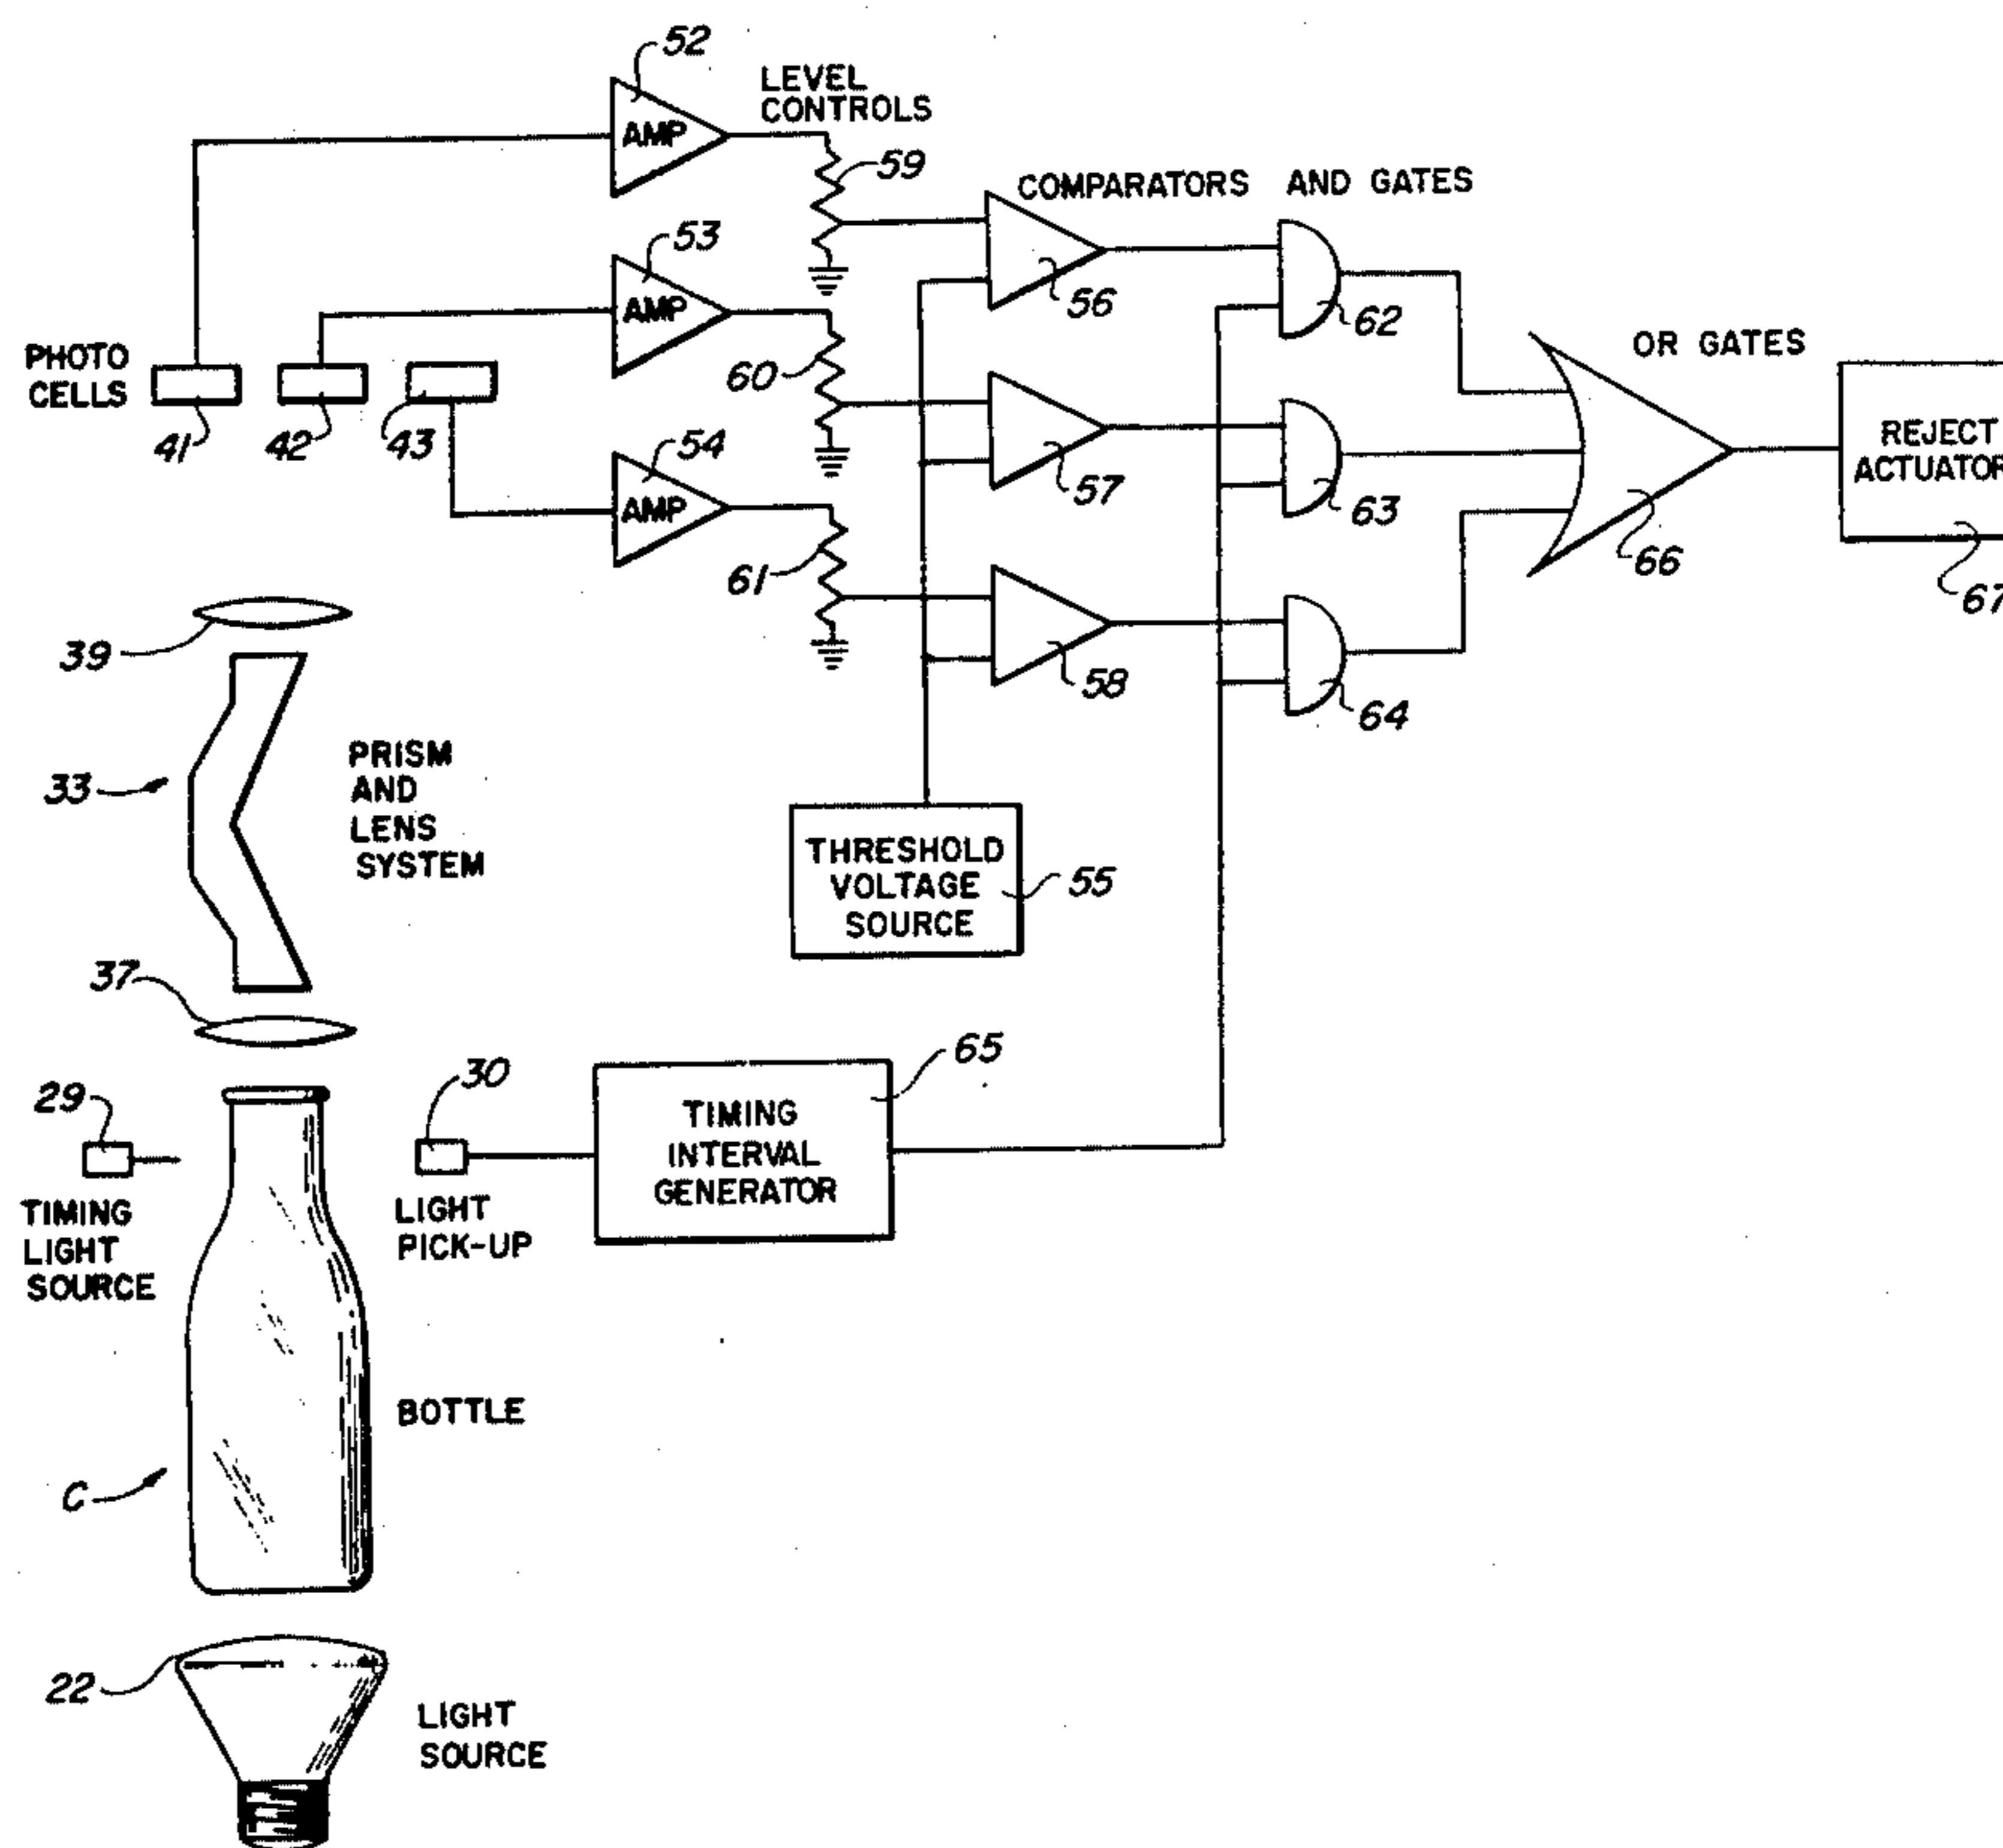 52
LEVEL
CONTROLS
AMP
59
COMPARATORS AND GATES
53
AMP
56
62
OR GATES
PHOTO
CELLS
41
42
43
60
54
AMP
57
63
REJECT
ACTUATOR
66
67
61
58
64
39
33
PRISM
AND
LENS
SYSTEM
THRESHOLD
VOLTAGE
SOURCE
55
37
65
30
29
TIMING
INTERVAL
GENERATOR
TIMING
LIGHT
SOURCE
LIGHT
PICK-UP
BOTTLE
C
22
LIGHT
SOURCE